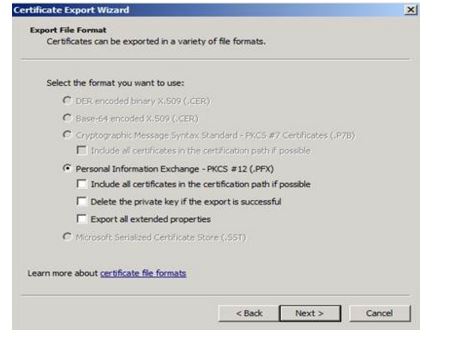 Certificate Export Wizard
Export File Format
Certificates can be exported in a variety of file formats.
Select the format you want to use:
DER encoded binary X.509 (.CER)
Base-64 encoded X.509 (.CER)
Cryptographic Message Syntax Standard - PKCS #7 Certificates (.P7B)
Include all certificates in the certification path if possible
Personal Information Exchange - PKCS #12 (.PFX)
Include all certificates in the certification path if possible
Delete the private key if the export is successful
Export all extended properties
Microsoft Serialized Certificate Store (.SST)
Learn more about certificate file formats
< Back Next > Cancel